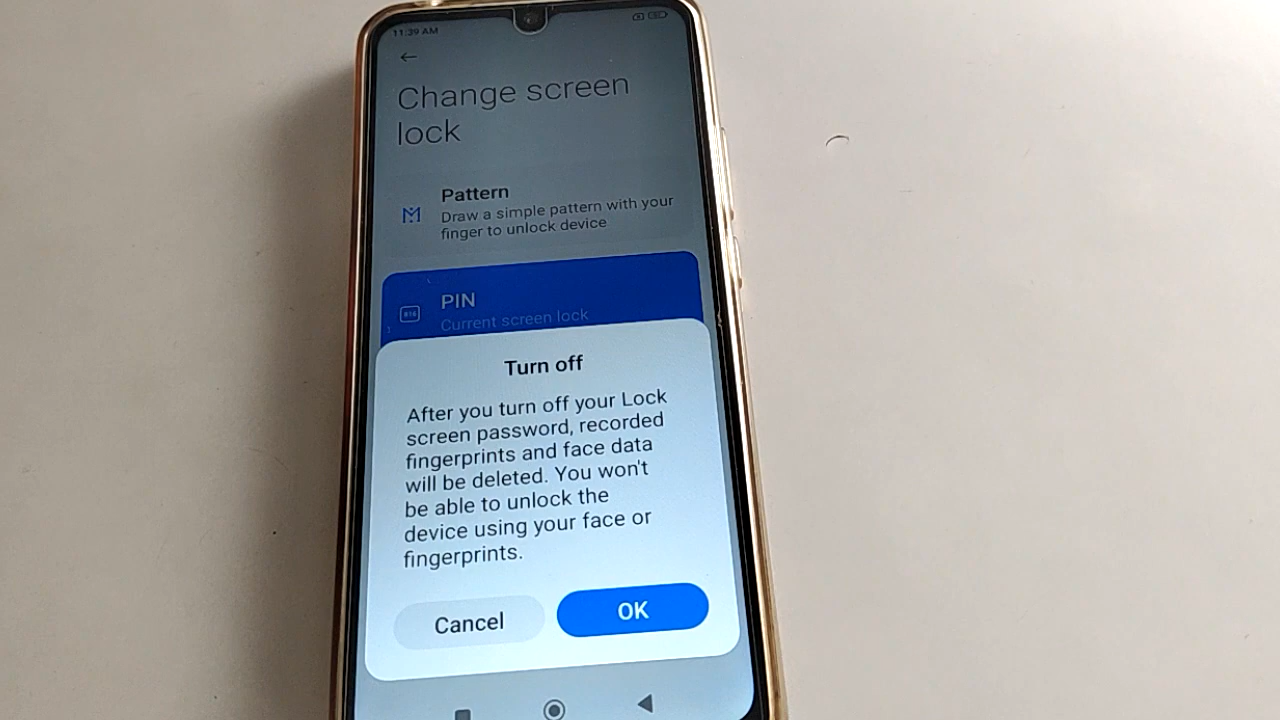 11:39 AM
Change screen
lock
Pattern
Draw a simple pattern with your
finger to unlock device
PIN
Current screen lock
Turn off
After you turn off your Lock
screen password, recorded
fingerprints and face data
will be deleted. You won't
be able to unlock the
device using your face or
fingerprints.
Cancel
OK